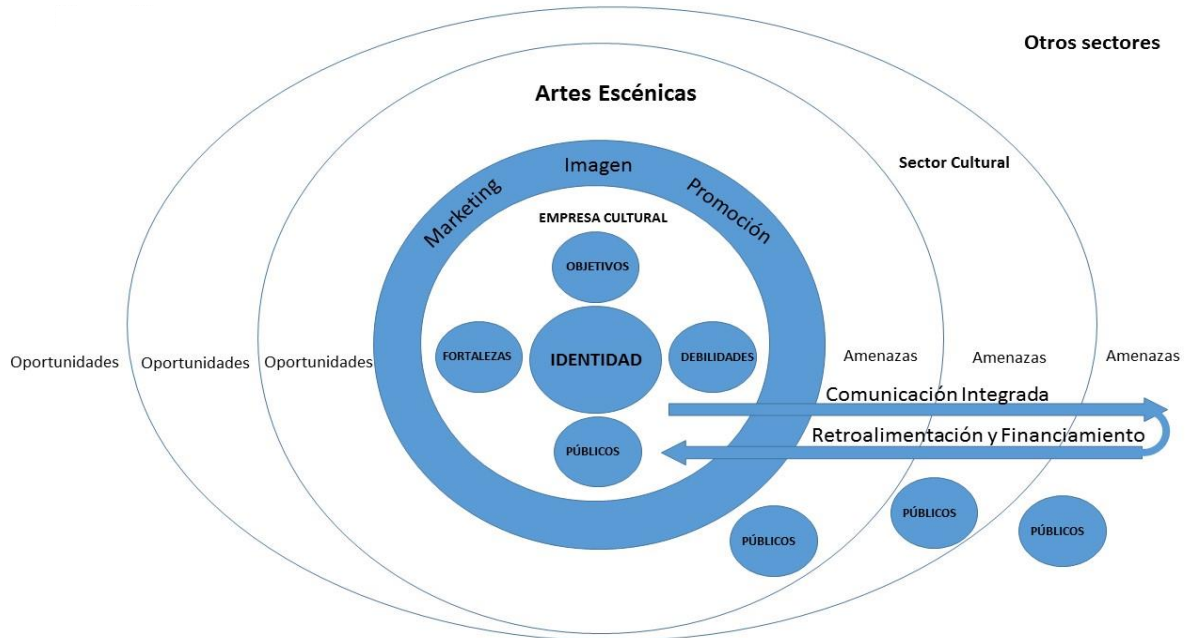 Otros sectores
Artes Escénicas
Sector Cultural
Imagen
Marketing
Promoción
EMPRESA CULTURAL
OBJETIVOS
FORTALEZAS
IDENTIDAD
DEBILIDADES
Oportunidades
Oportunidades
Oportunidades
Amenazas
Amenazas
Amenazas
Comunicación Integrada
Retroalimentación y Financiamiento
PÚBLICOS
PÚBLICOS
PÚBLICOS
PÚBLICOS